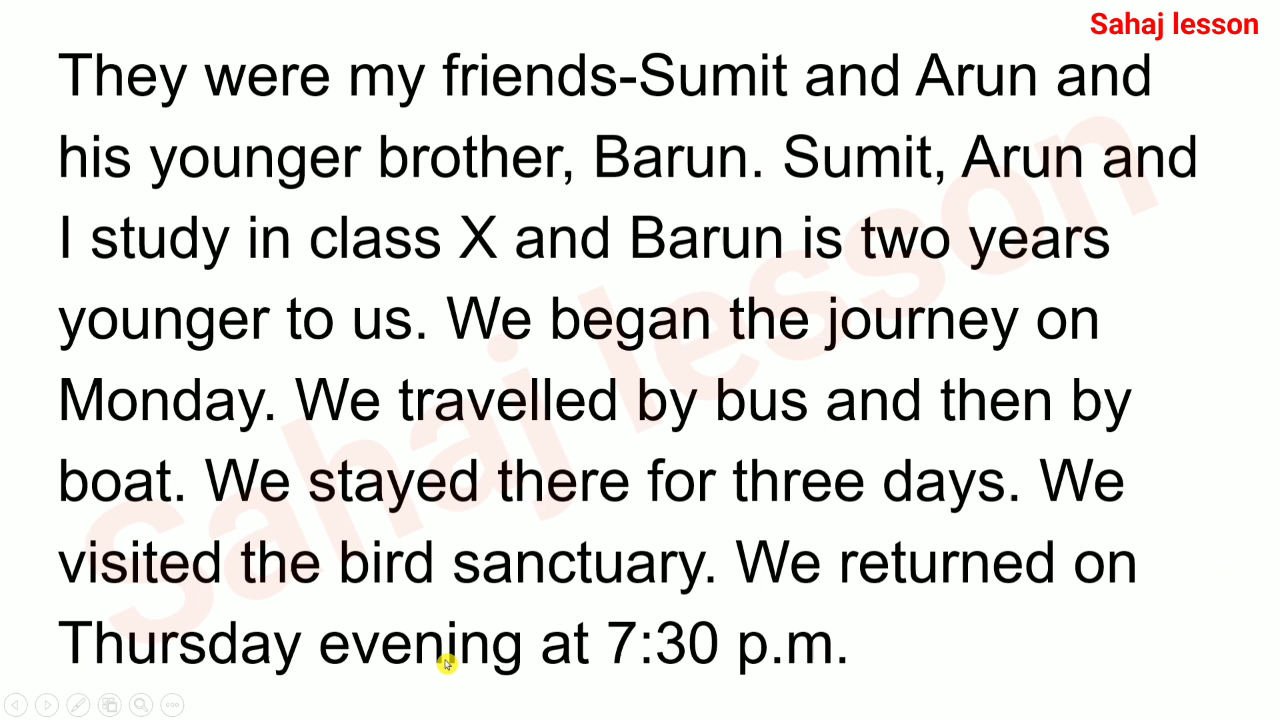 Sahaj lesson
They were my friends-Sumit and Arun and
his younger brother, Barun. Sumit, Arun and
I study in class X and Barun is two years
younger to us. We began the journey on
Monday. We travelled by bus and then by
boat. We stayed there for three days. We
visited the bird sanctuary. We returned on
Thursday evening at 7:30 p.m.
Sahaj lesson